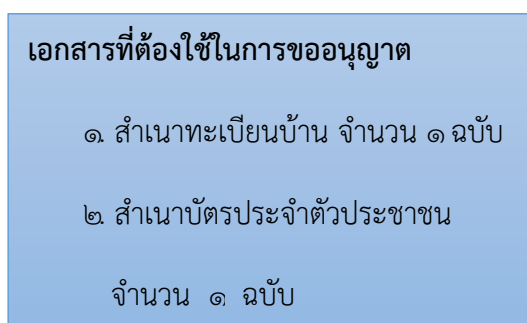 เอกสารที่ต้องใช้ในการขออนุญาต
๑. สำเนาทะเบียนบ้าน จำนวน ๑ ฉบับ
๒. สำเนาบัตรประจำตัวประชาชน
จำนวน ๑ ฉบับ